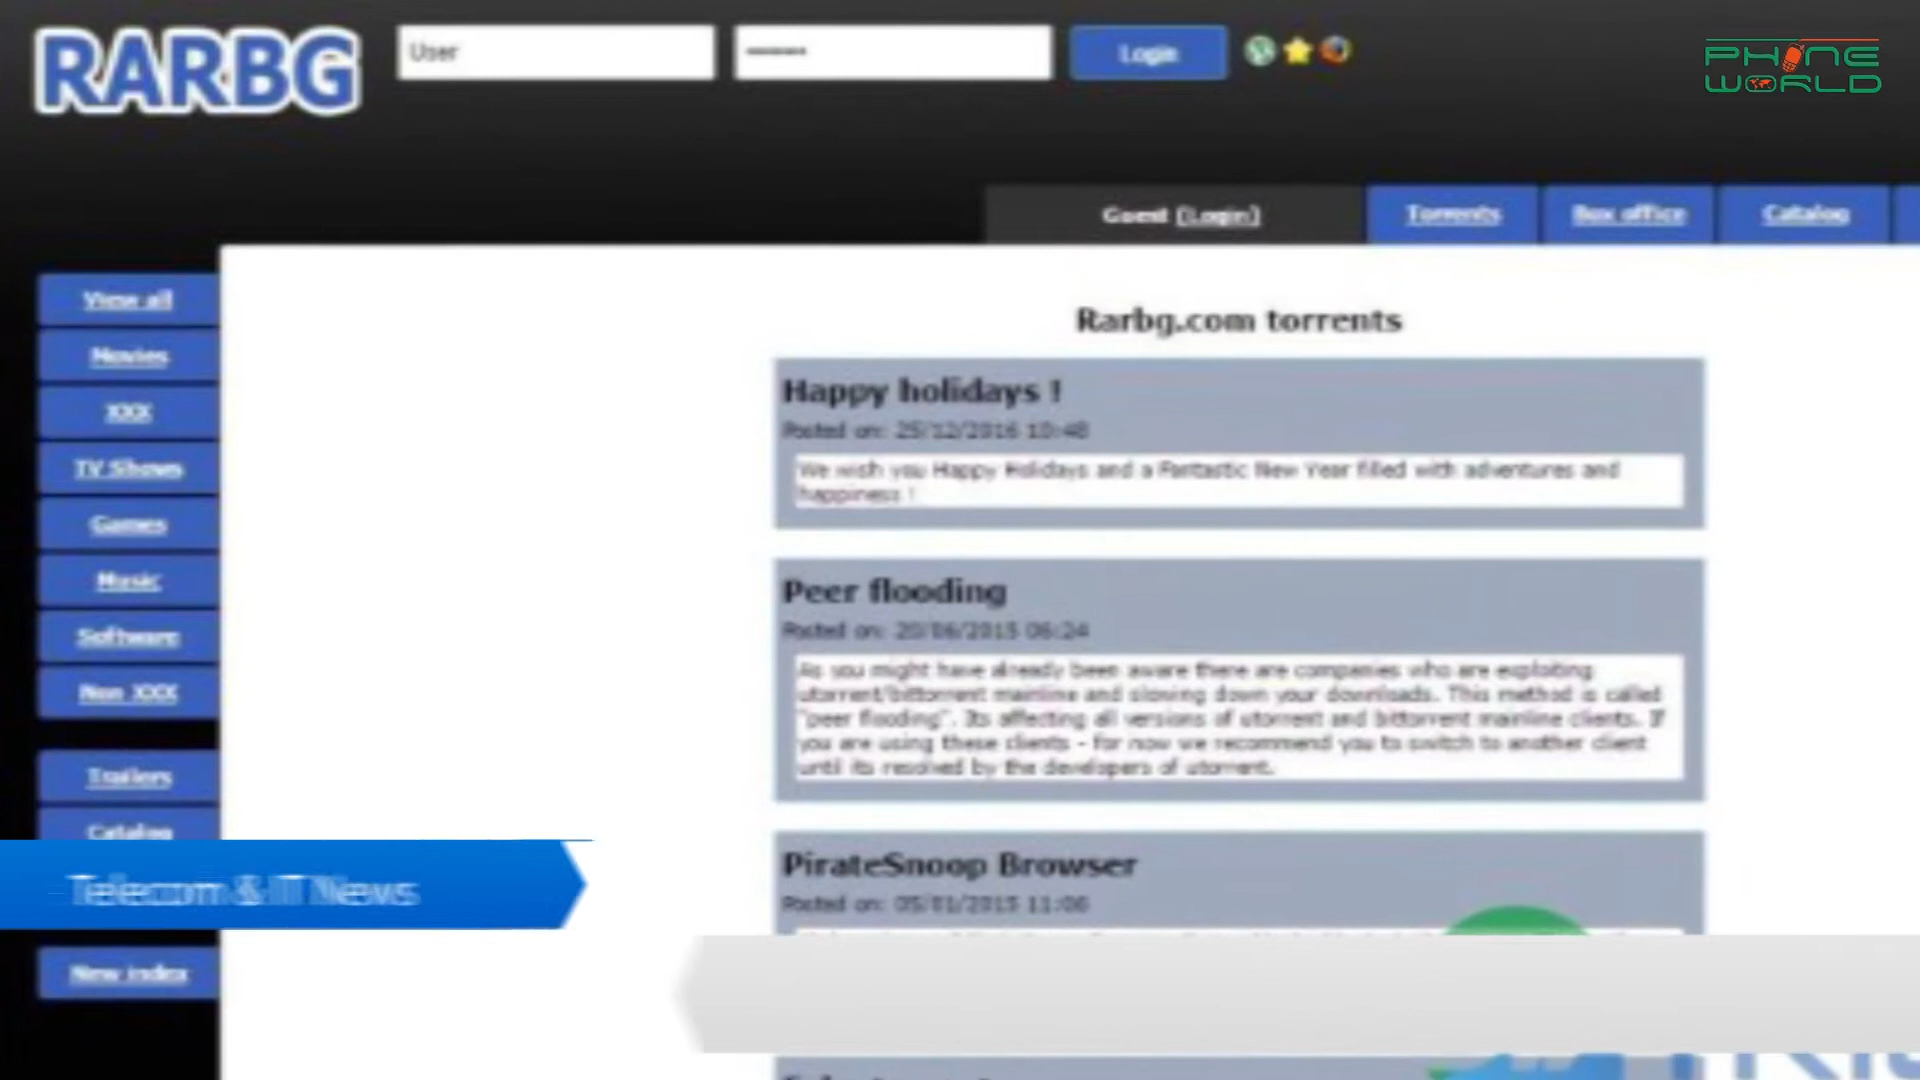 RARBG
User
Login
PHONE
WORLD
Guest (Login)
Torrents
Box office
Catalog
View all
Movies
XXX
TV Shows
Games
Music
Software
Non XXX
Trailers
Catalog
New index
Rarbg.com torrents
Happy holidays !
Posted on: 25/12/2016 10:48
We wish you Happy Holidays and a Fantastic New Year filled with adventures and
happiness !
Peer flooding
Posted on: 20/06/2015 06:24
As you might have already been aware there are companies who are exploiting
utorrent/bittorrent mainline and slowing down your downloads. This method is called
"peer flooding". Its affecting all versions of utorrent and bittorrent mainline clients. If
you are using these clients - for now we recommend you to switch to another client
until its resolved by the developers of utorrent.
PirateSnoop Browser
Posted on: 05/01/2015 11:06
Telecom & IT News